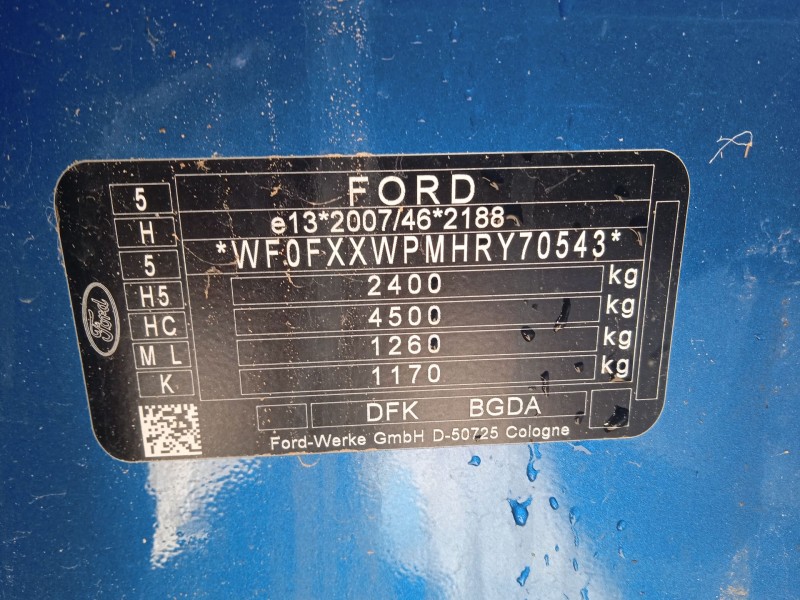 FORD
e13*2007/46*2188
*WF0FXXWPMHRY70543*
2400 kg
4500 kg
1260 kg
1170 kg
5
H
5
H5
HC
M L
K
Ford
DFK BGDA
Ford-Werke GmbH D-50725 Cologne